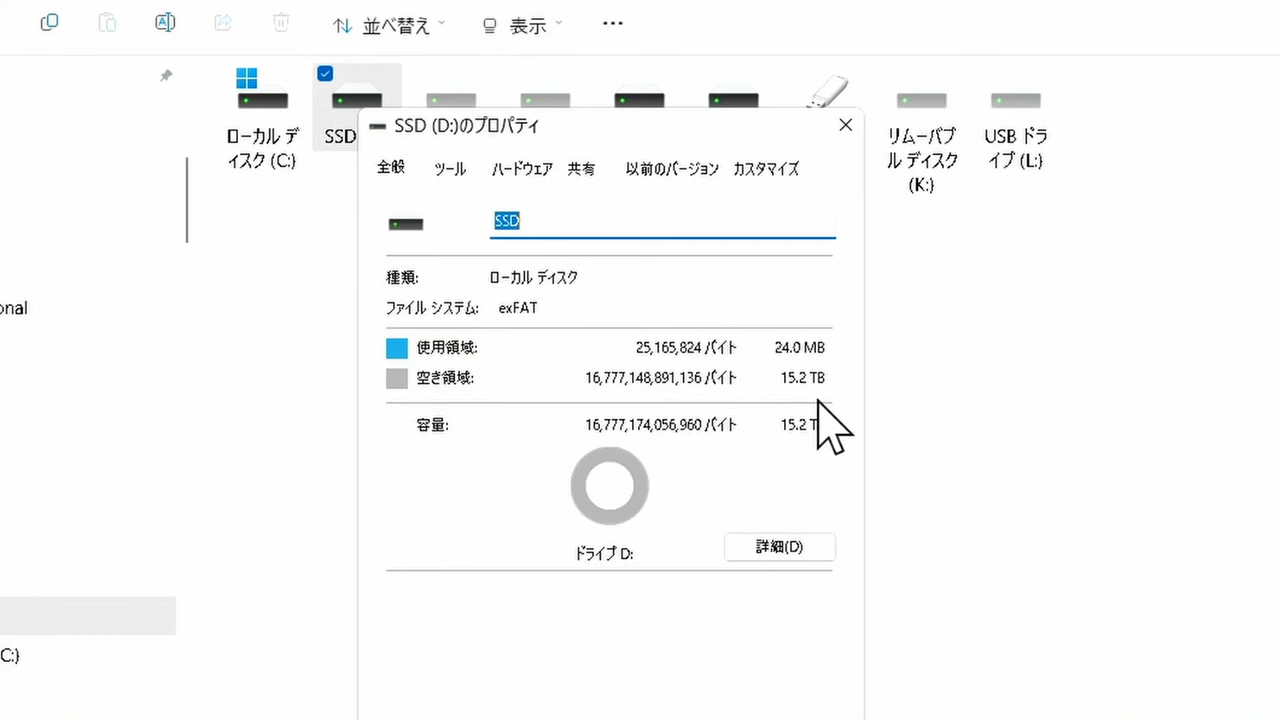 並べ替え
表示
ローカル ディ
スク (C:)
SSD
リムーバブ
ル ディスク
(K:)
USB ドラ
イブ (L:)
SSD (D:)のプロパティ
全般 ツール ハードウェア 共有 以前のバージョン カスタマイズ
SSD
種類: ローカル ディスク
ファイル システム: exFAT
使用領域: 25,165,824 バイト 24.0 MB
空き領域: 16,777,148,891,136 バイト 15.2 TB
容量: 16,777,174,056,960 バイト 15.2 T
ドライブ D:
詳細(D)
onal
C:)